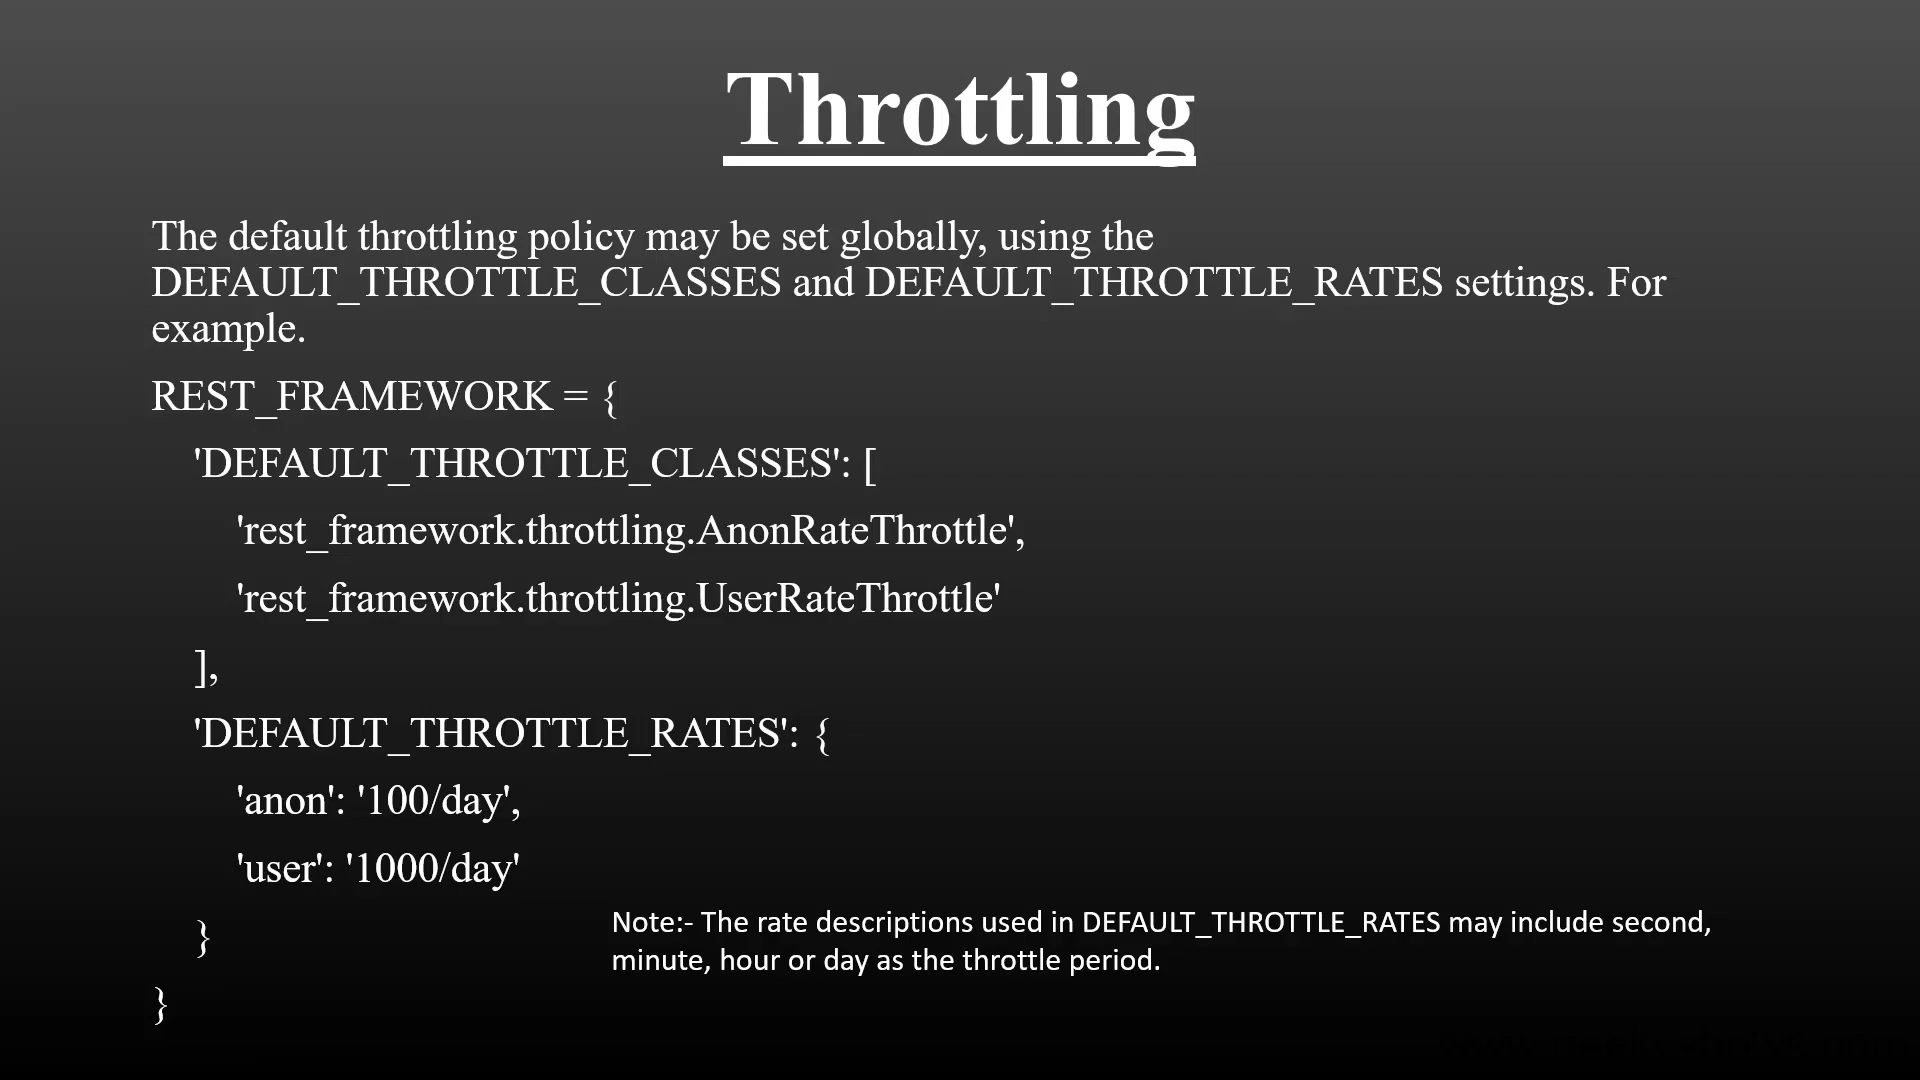 Throttling
The default throttling policy may be set globally, using the
DEFAULT_THROTTLE_CLASSES and DEFAULT_THROTTLE_RATES settings. For
example.
REST_FRAMEWORK = {
'DEFAULT_THROTTLE_CLASSES': [
'rest_framework.throttling.AnonRateThrottle',
'rest_framework.throttling.UserRateThrottle'
],
'DEFAULT_THROTTLE_RATES': {
'anon': '100/day',
'user': '1000/day'
}
Note:- The rate descriptions used in DEFAULT_THROTTLE_RATES may include second,
minute, hour or day as the throttle period.
}